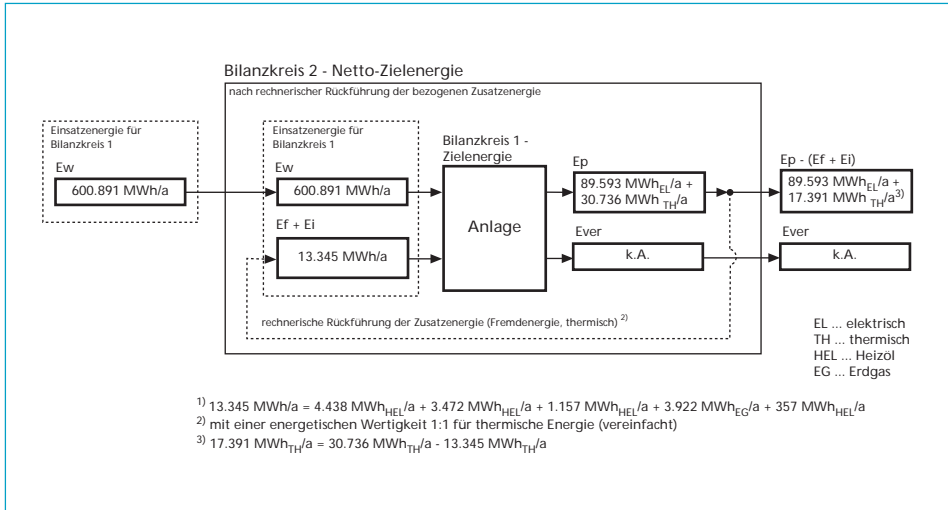 Bilanzkreis 2 - Netto-Zielenergie
nach rechnerischer Rückführung der bezogenen Zusatzenergie
Einsatzenergie für
Bilanzkreis 1
Ew
600.891 MWh/a
Einsatzenergie für
Bilanzkreis 1
Ew
600.891 MWh/a
Ef + Ei
13.345 MWh/a
Bilanzkreis 1 -
Zielenergie
Anlage
Ep
89.593 MWhEL/a +
30.736 MWh TH/a
Ever
k.A.
Ep - (Ef + Ei)
89.593 MWhEL/a +
17.391 MWh TH/a3)
Ever
k.A.
rechnerische Rückführung der Zusatzenergie (Fremdenergie, thermisch) 2)
EL ... elektrisch
TH ... thermisch
HEL ... Heizöl
EG ... Erdgas
1) 13.345 MWh/a = 4.438 MWhHEL/a + 3.472 MWhHEL/a + 1.157 MWhHEL/a + 3.922 MWhEG/a + 357 MWhHEL/a
2) mit einer energetischen Wertigkeit 1:1 für thermische Energie (vereinfacht)
3) 17.391 MWhTH/a = 30.736 MWhTH/a - 13.345 MWhTH/a